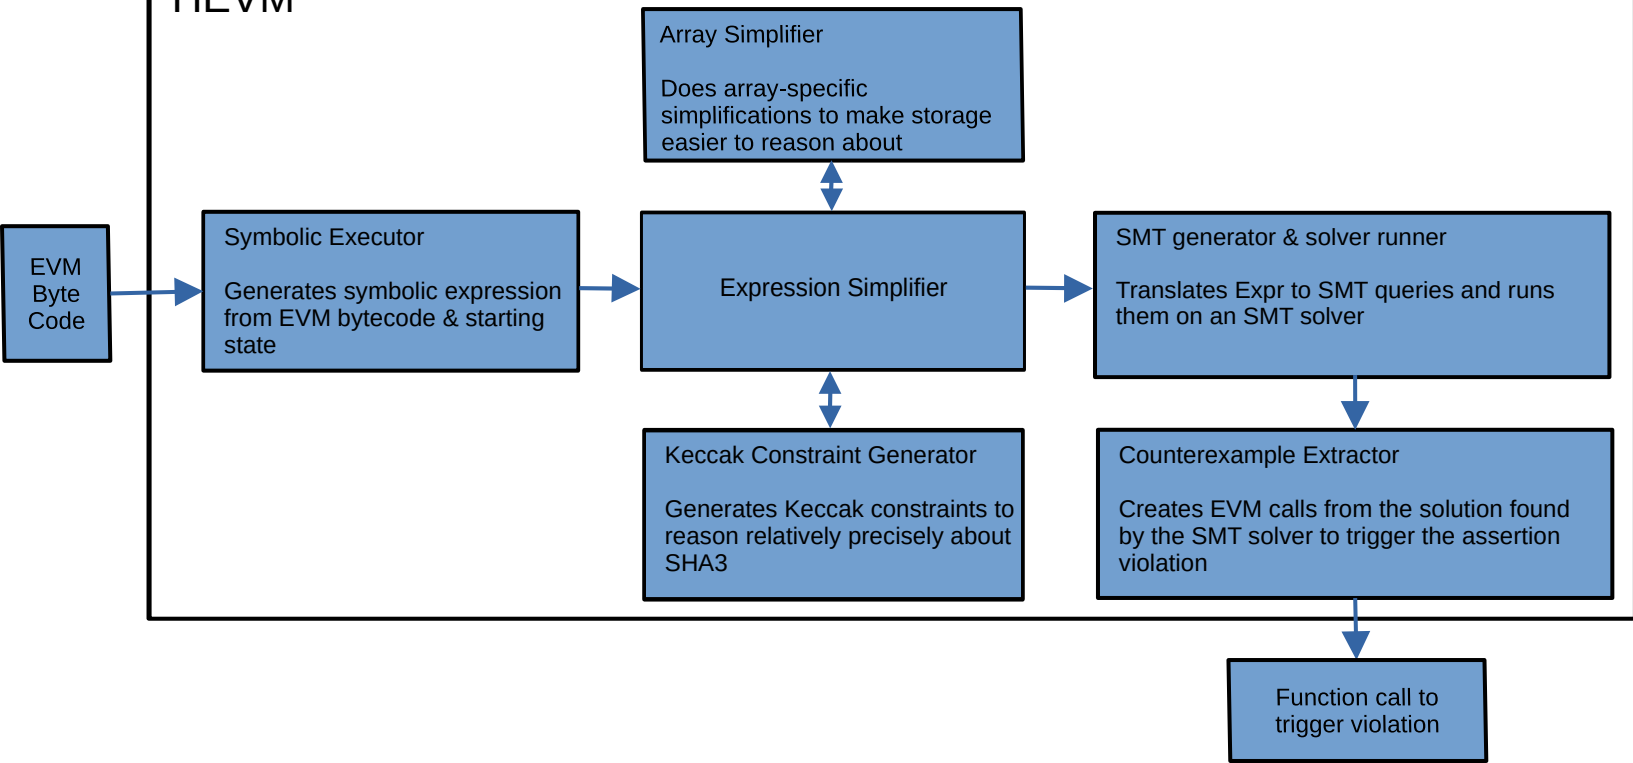 HEVM
Array Simplifier
Does array-specific
simplifications to make storage
easier to reason about
EVM
Byte
Code
Symbolic Executor
Generates symbolic expression
from EVM bytecode & starting
state
Expression Simplifier
SMT generator & solver runner
Translates Expr to SMT queries and runs
them on an SMT solver
Keccak Constraint Generator
Generates Keccak constraints to
reason relatively precisely about
SHA3
Counterexample Extractor
Creates EVM calls from the solution found
by the SMT solver to trigger the assertion
violation
Function call to
trigger violation